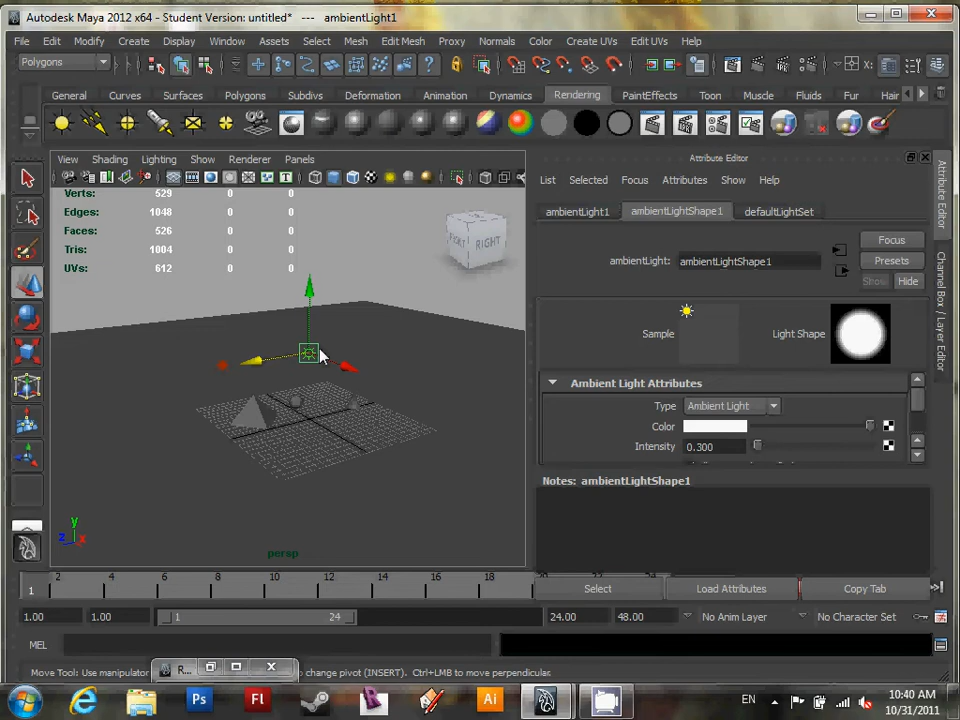 Autodesk Maya 2012 x64 - Student Version: untitled* --- ambientLight1
File Edit Modify Create Display Window Assets Select Mesh Edit Mesh Proxy Normals Color Create UVs Edit UVs Help
Polygons
X:
General Curves Surfaces Polygons Subdivs Deformation Animation Dynamics Rendering PaintEffects Toon Muscle Fluids Fur Hair
View Shading Lighting Show Renderer Panels
Verts: 529 0 0
Edges: 1048 0 0
Faces: 526 0 0
Tris: 1004 0 0
UVs: 612 0 0
RIGHT
y
z x
persp
Attribute Editor
List Selected Focus Attributes Show Help
ambientLight1 ambientLightShape1 defaultLightSet
Focus
ambientLight: ambientLightShape1
Presets
Show Hide
Sample
Light Shape
Ambient Light Attributes
Type Ambient Light
Color
Intensity 0.300
Notes: ambientLightShape1
Select Load Attributes Copy Tab
Attribute Editor
Channel Box / Layer Editor
1 2 4 6 8 10 12 14 16 18 20 22
1.00 1.00 1 24 24.00 48.00 No Anim Layer No Character Set
MEL
Move Tool: Use manipulator
R...
change pivot (INSERT). Ctrl+LMB to move perpendicular.
Ps Fl Ai
EN
10:40 AM
10/31/2011